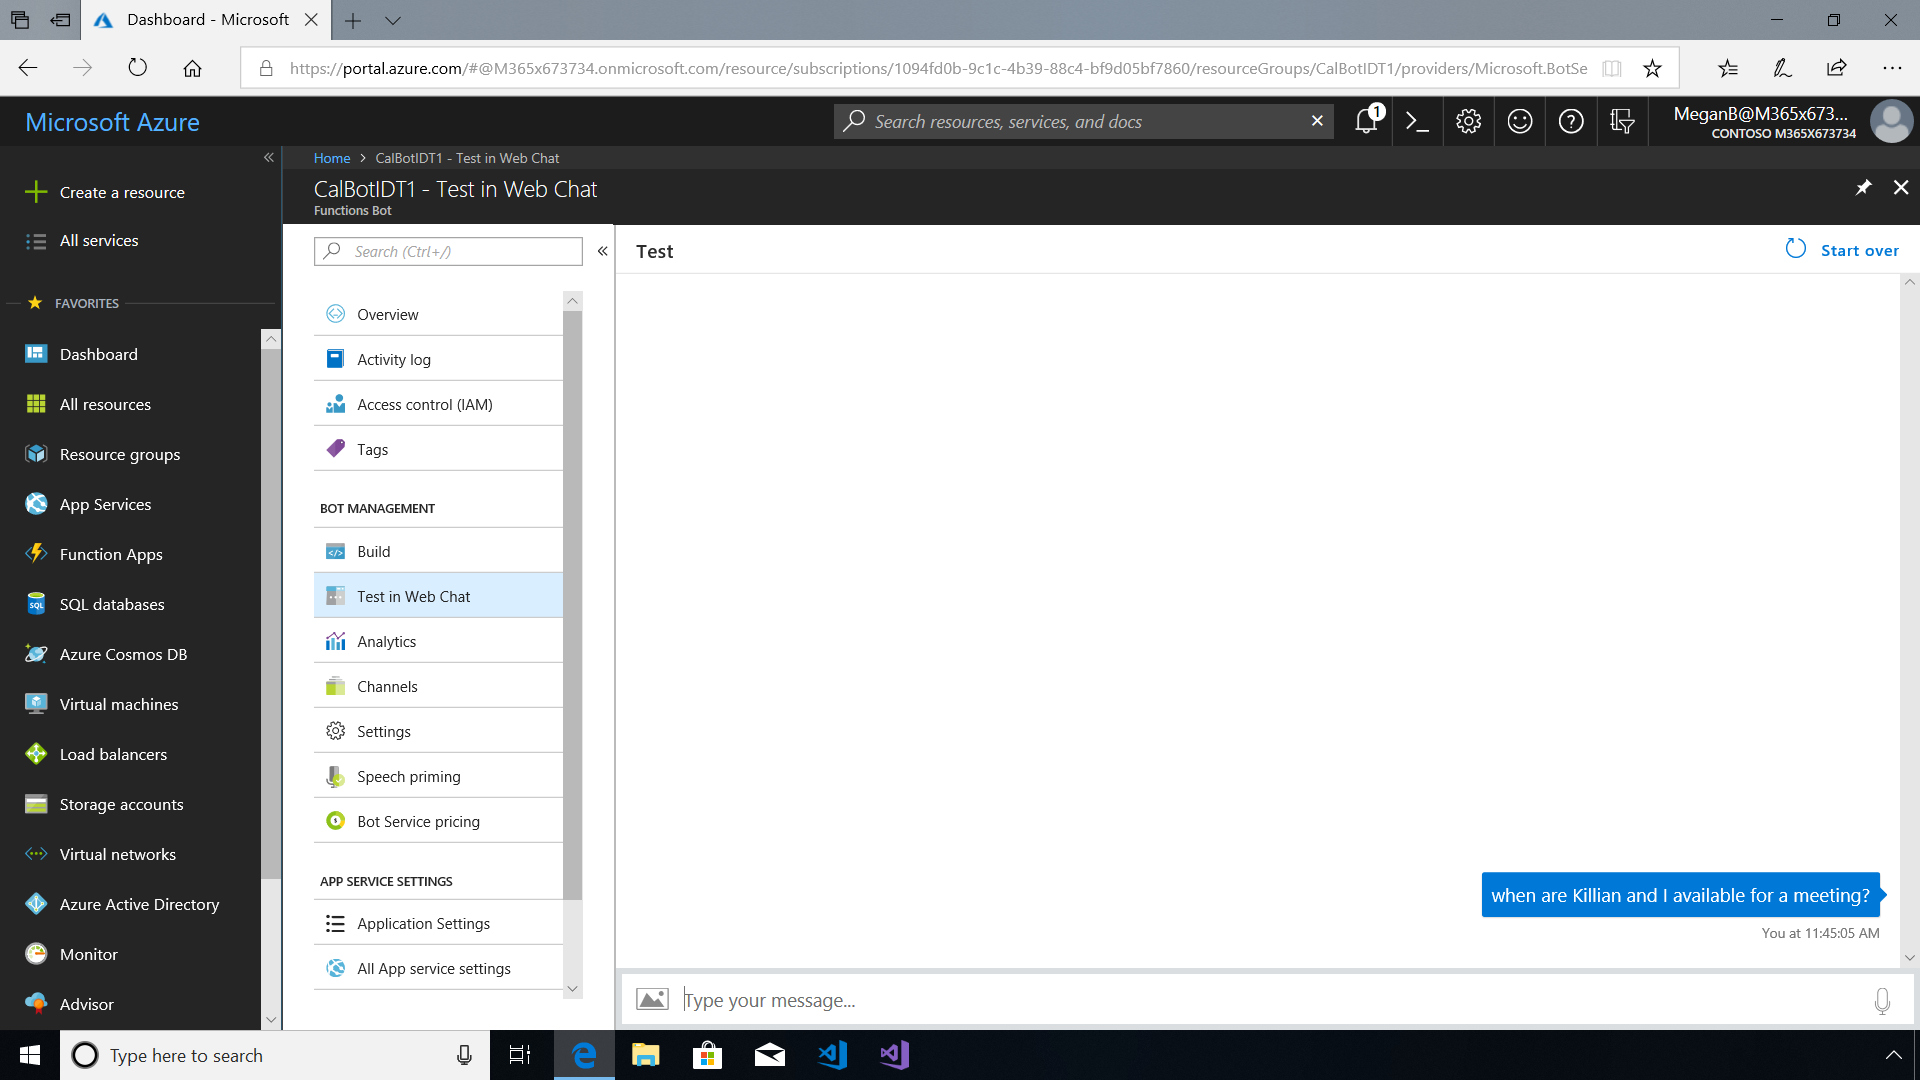 Dashboard - Microsoft
https://portal.azure.com/#@M365x673734.onmicrosoft.com/resource/subscriptions/1094fd0b-9c1c-4b39-88c4-bf9d05bf7860/resourceGroups/CalBotIDT1/providers/Microsoft.BotSe
Microsoft Azure
Search resources, services, and docs
1
MeganB@M365x673...
CONTOSO M365X673734
Home > CalBotIDT1 - Test in Web Chat
CalBotIDT1 - Test in Web Chat
Functions Bot
Create a resource
All services
FAVORITES
Dashboard
All resources
Resource groups
App Services
Function Apps
SQL databases
Azure Cosmos DB
Virtual machines
Load balancers
Storage accounts
Virtual networks
Azure Active Directory
Monitor
Advisor
Search (Ctrl+/)
Overview
Activity log
Access control (IAM)
Tags
BOT MANAGEMENT
Build
Test in Web Chat
Analytics
Channels
Settings
Speech priming
Bot Service pricing
APP SERVICE SETTINGS
Application Settings
All App service settings
Test
Start over
when are Killian and I available for a meeting?
You at 11:45:05 AM
Type your message...
Type here to search